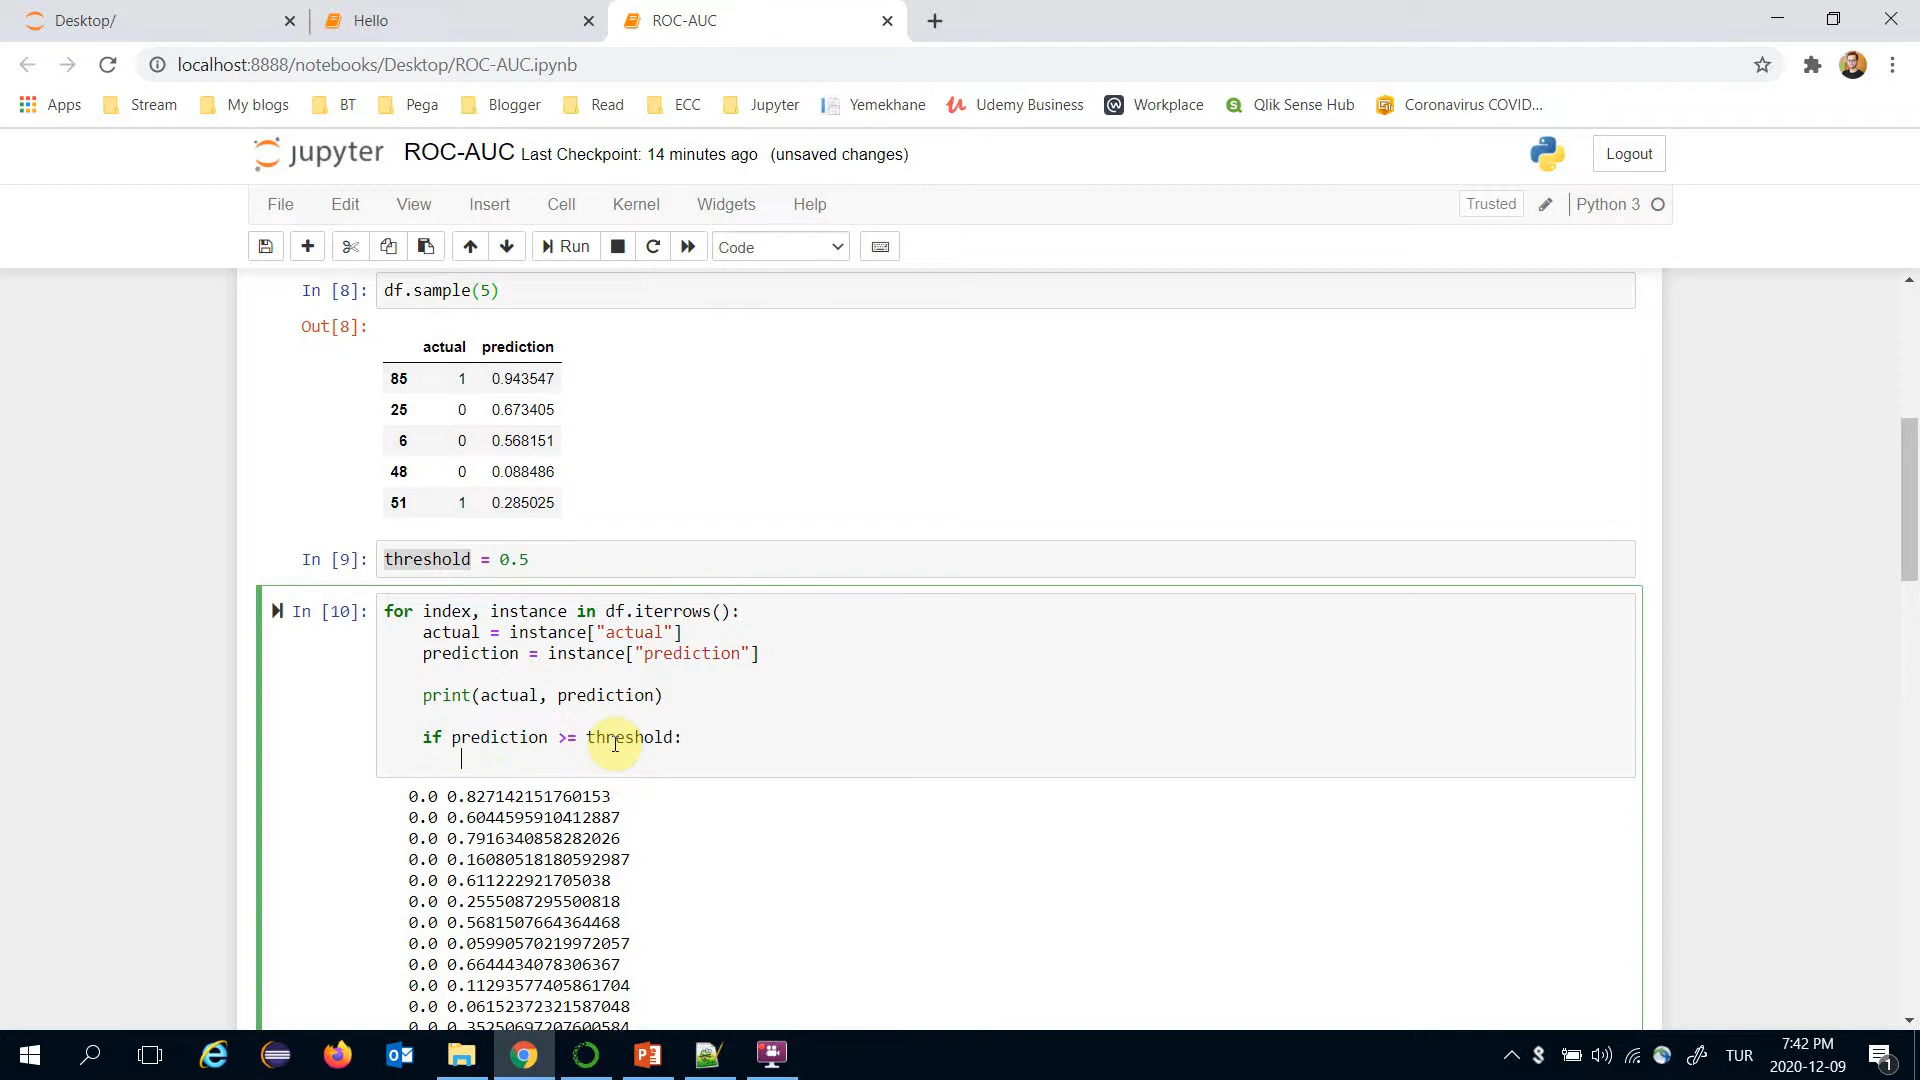 Desktop/
Hello
ROC-AUC
localhost:8888/notebooks/Desktop/ROC-AUC.ipynb
Apps Stream My blogs BT Pega Blogger Read ECC Jupyter Yemekhane Udemy Business Workplace Qlik Sense Hub Coronavirus COVID...
jupyter ROC-AUC Last Checkpoint: 14 minutes ago (unsaved changes) Logout
File Edit View Insert Cell Kernel Widgets Help Trusted Python 3
Run Code
In [8]: df.sample(5)
Out[8]:
actual prediction
85 1 0.943547
25 0 0.673405
6 0 0.568151
48 0 0.088486
51 1 0.285025
In [9]: threshold = 0.5
In [10]: for index, instance in df.iterrows():
actual = instance["actual"]
prediction = instance["prediction"]
print(actual, prediction)
if prediction >= threshold:
0.0 0.827142151760153
0.0 0.6044595910412887
0.0 0.7916340858282026
0.0 0.16080518180592987
0.0 0.611222921705038
0.0 0.2555087295500818
0.0 0.5681507664364468
0.0 0.05990570219972057
0.0 0.6644434078306367
0.0 0.11293577405861704
0.0 0.06152372321587048
0.0 0.35250697207600584
TUR
7:42 PM
2020-12-09
1